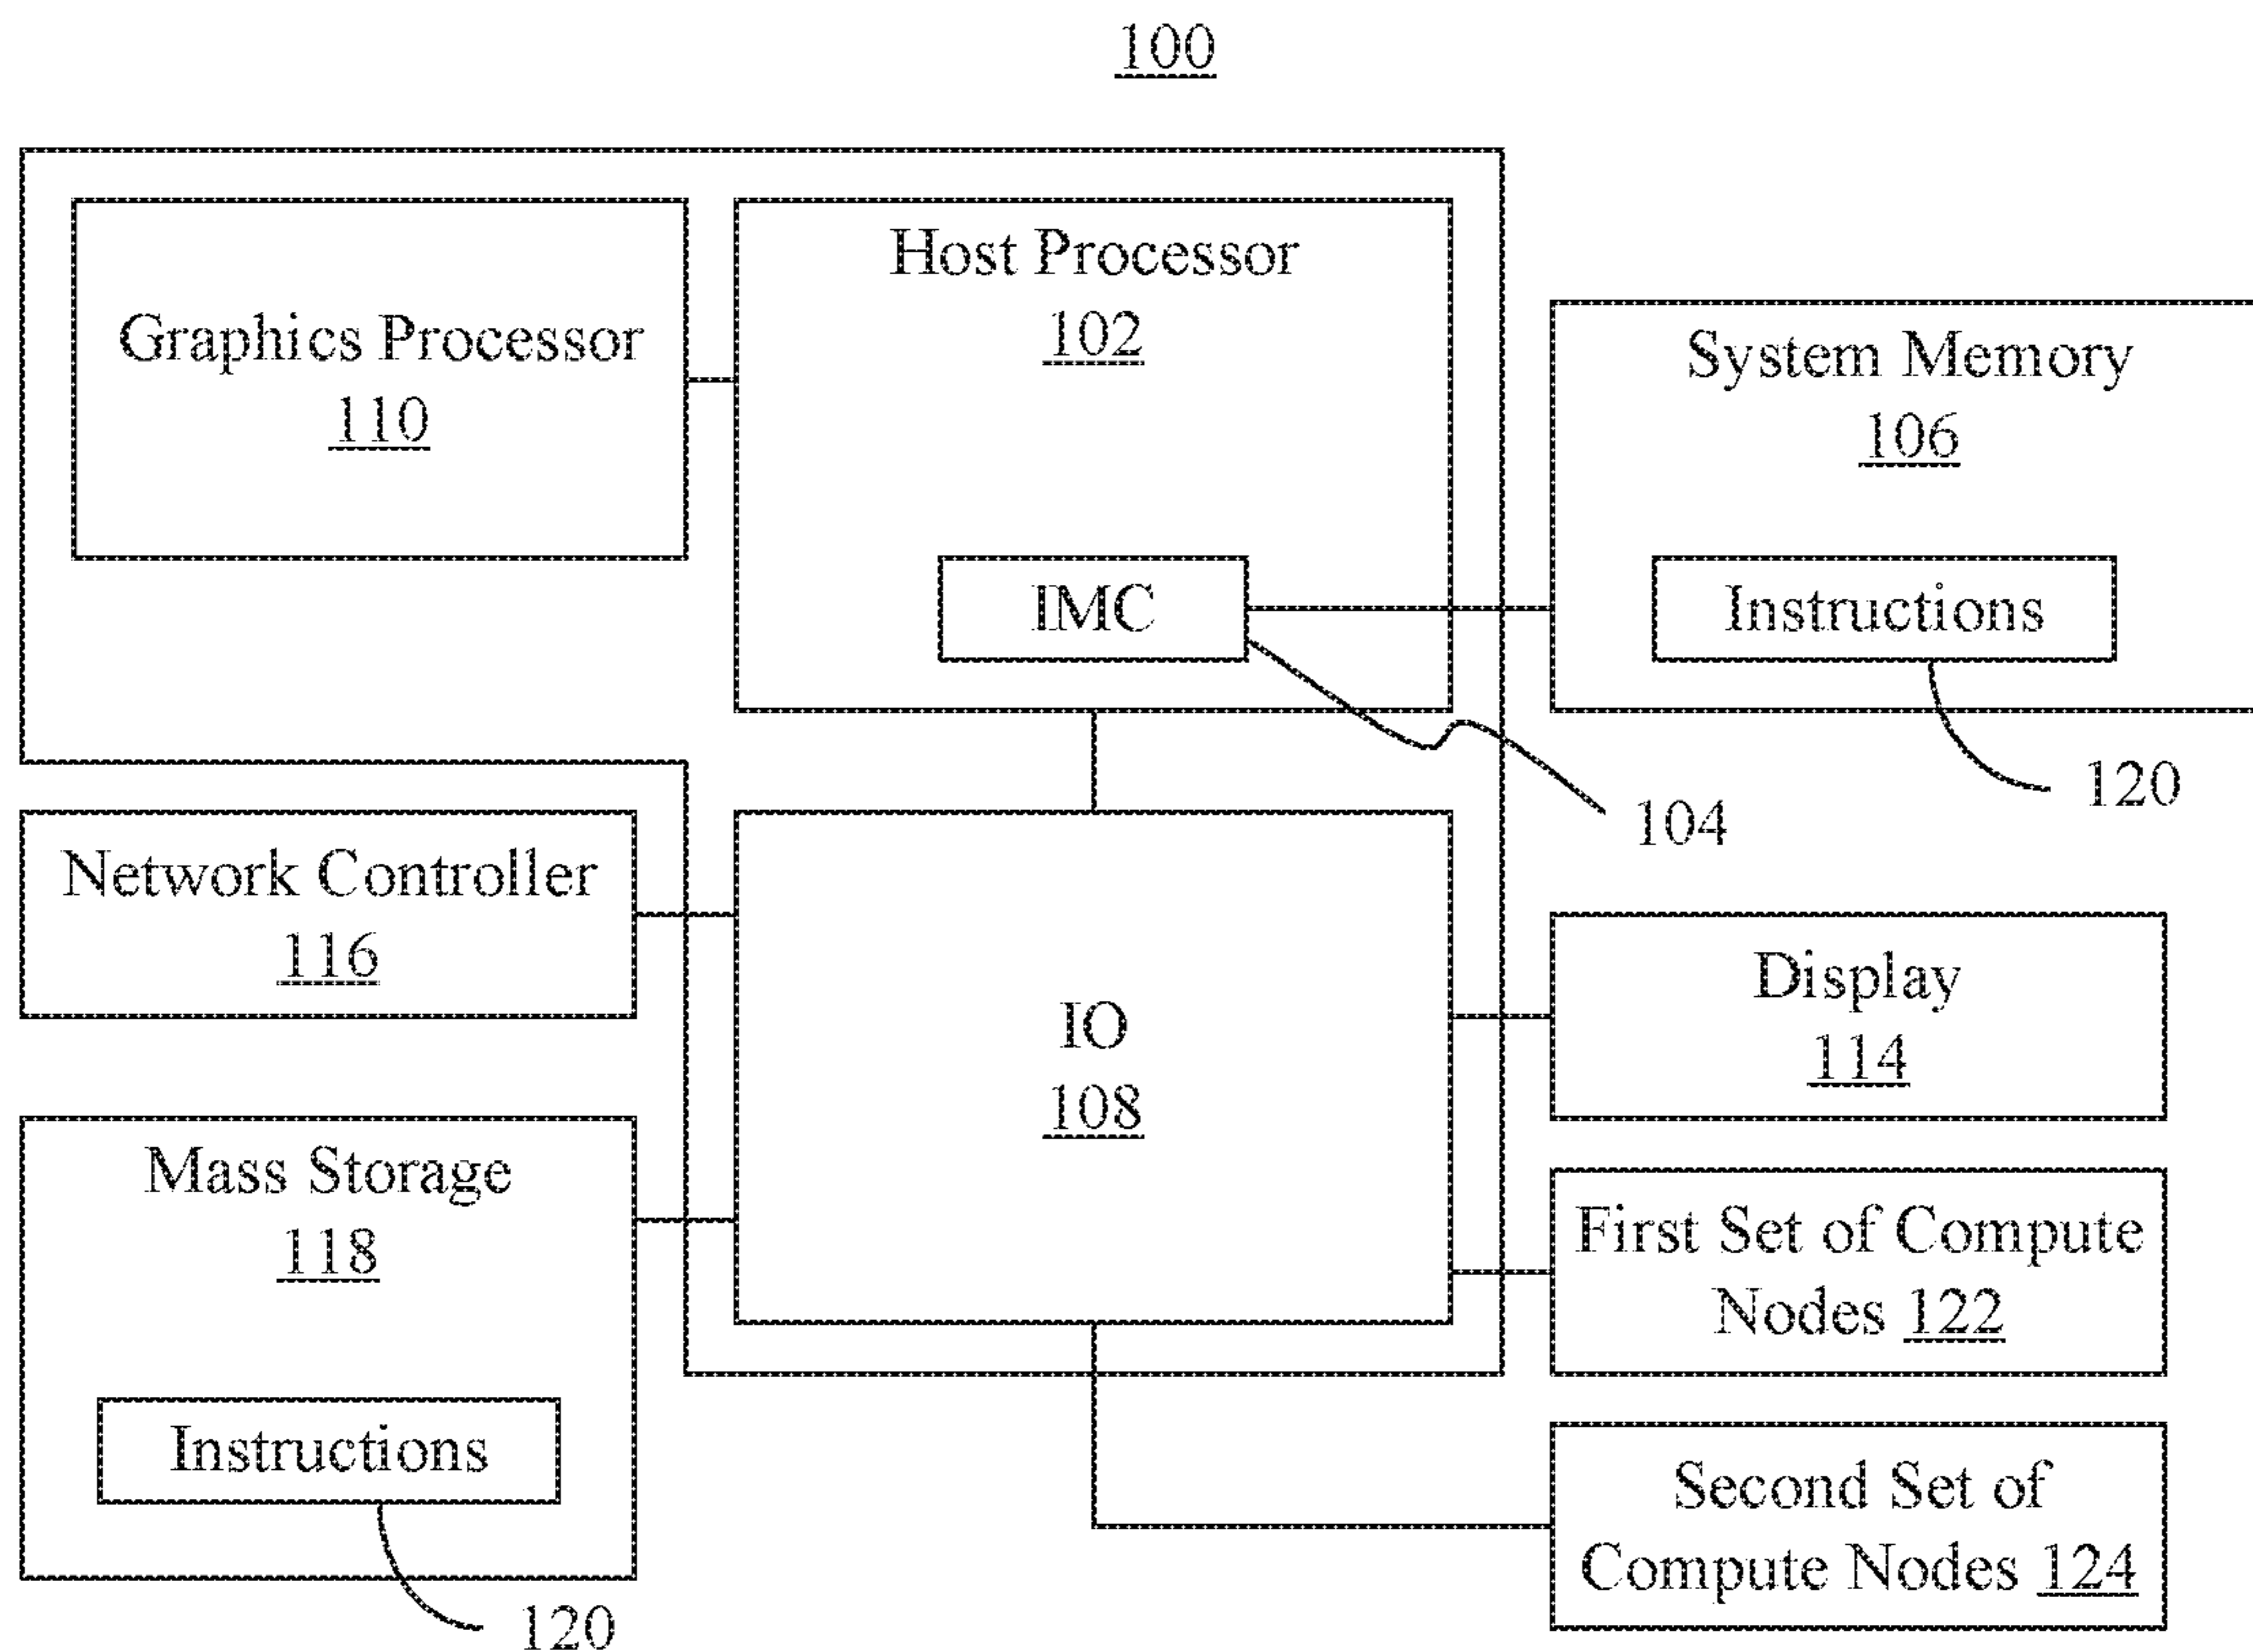 100
Graphics Processor
110
Host Processor
102
IMC
104
System Memory
106
Instructions
120
Network Controller
116
IO
108
Display
114
Mass Storage
118
Instructions
120
First Set of Compute
Nodes 122
Second Set of
Compute Nodes 124